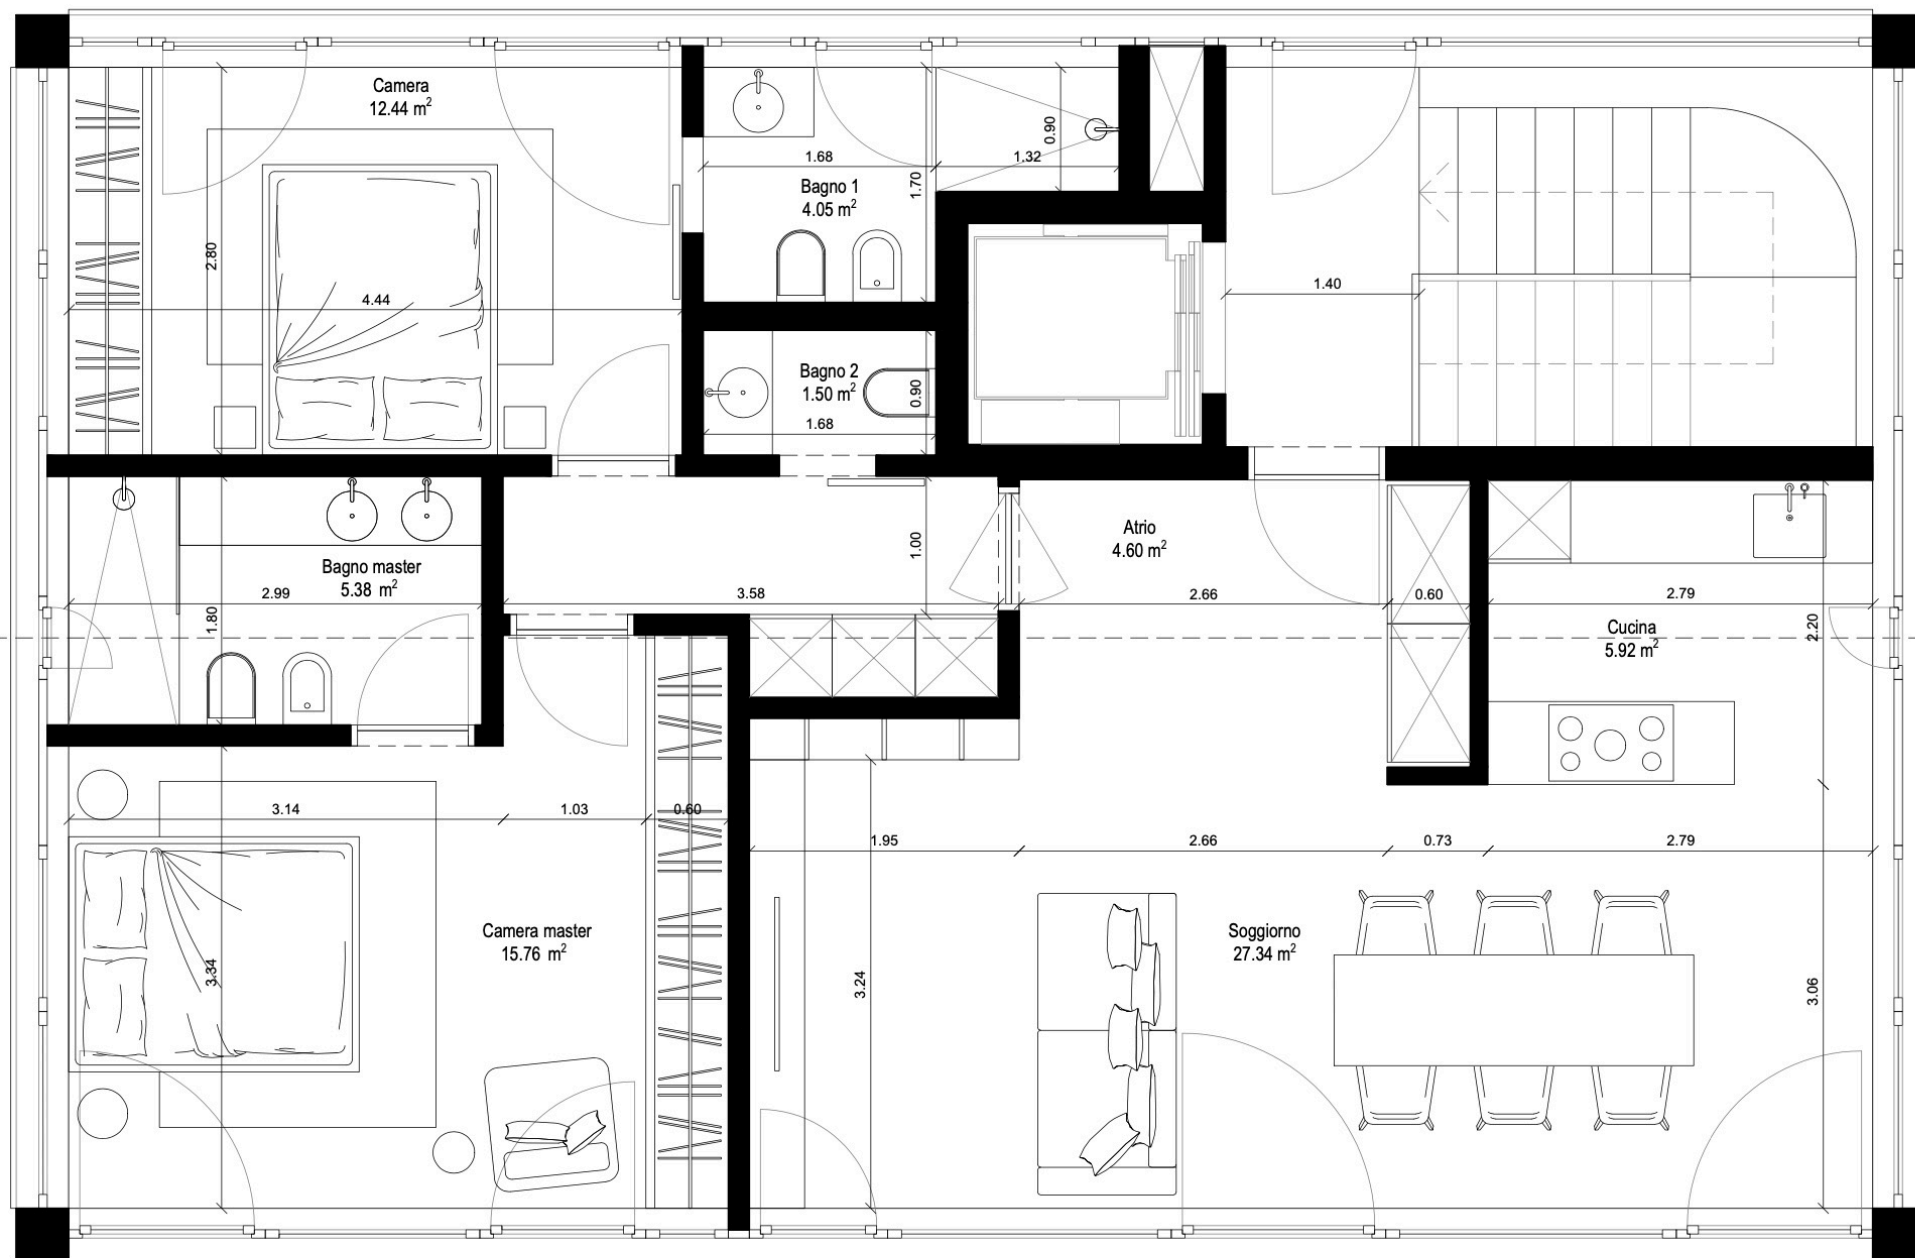 Camera
12.44 m²
2.80
4.44
1.68
1.32
0.90
1.70
Bagno 1
4.05 m²
1.40
Bagno 2
1.50 m²
0.90
1.68
Bagno master
5.38 m²
2.99
1.80
3.58
1.00
Atrio
4.60 m²
2.66
0.60
2.79
2.20
Cucina
5.92 m²
3.14
1.03
0.60
1.95
2.66
0.73
2.79
Camera master
15.76 m²
3.34
3.24
Soggiorno
27.34 m²
3.06